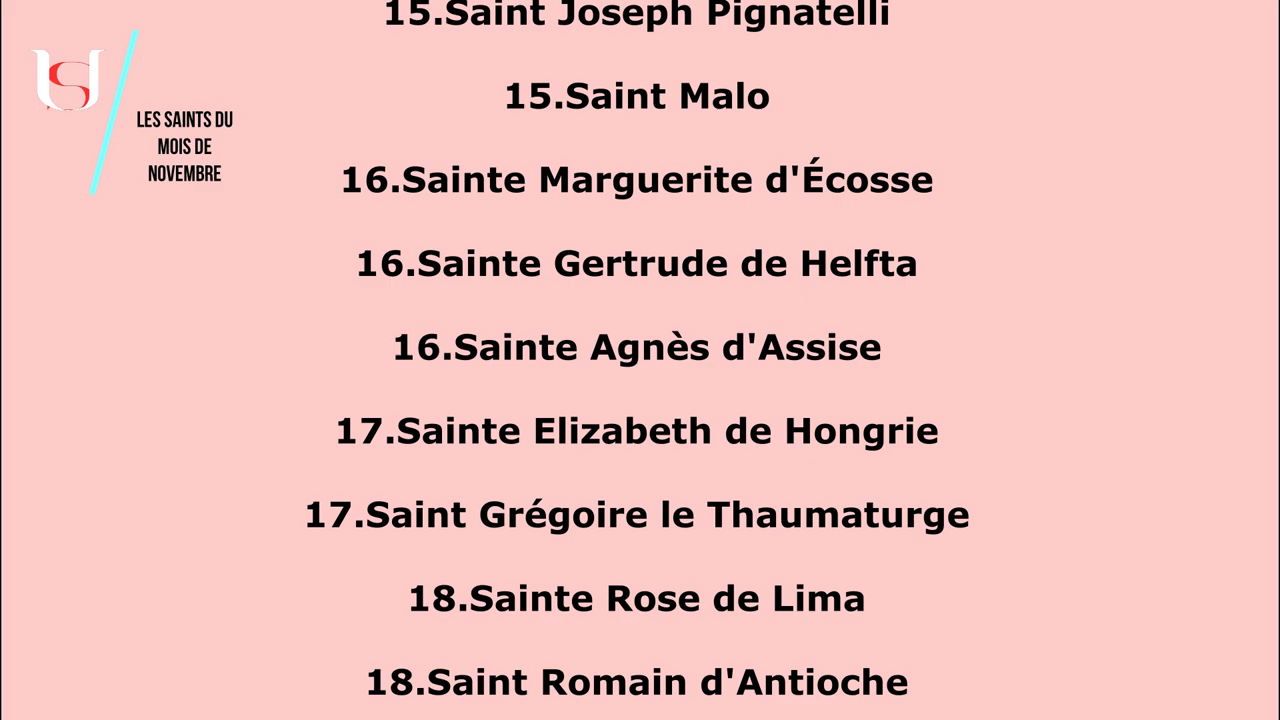 15.Saint Joseph Pignatelli
US
LES SAINTS DU
MOIS DE
NOVEMBRE
15.Saint Malo
16.Sainte Marguerite d'Écosse
16.Sainte Gertrude de Helfta
16.Sainte Agnès d'Assise
17.Sainte Elizabeth de Hongrie
17.Saint Grégoire le Thaumaturge
18.Sainte Rose de Lima
18.Saint Romain d'Antioche